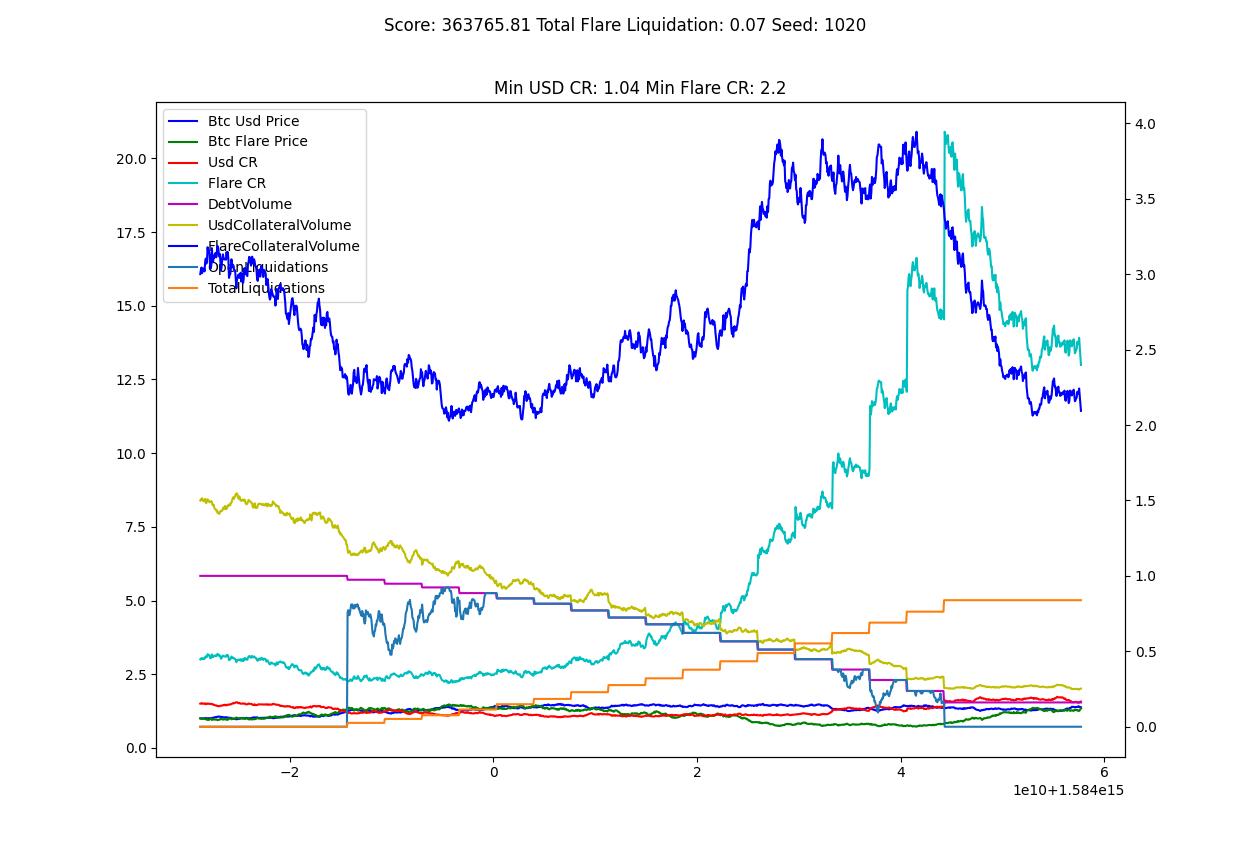 Score: 363765.81 Total Flare Liquidation: 0.07 Seed: 1020
Min USD CR: 1.04 Min Flare CR: 2.2
Btc Usd Price
Btc Flare Price
Usd CR
Flare CR
DebtVolume
UsdCollateralVolume
FlareCollateralVolume
OpenLiquidations
TotalLiquidations
20.0
17.5
15.0
12.5
10.0
7.5
5.0
2.5
0.0
4.0
3.5
3.0
2.5
2.0
1.5
1.0
0.5
0.0
−2
0
2
4
6
1e10+1.584e15